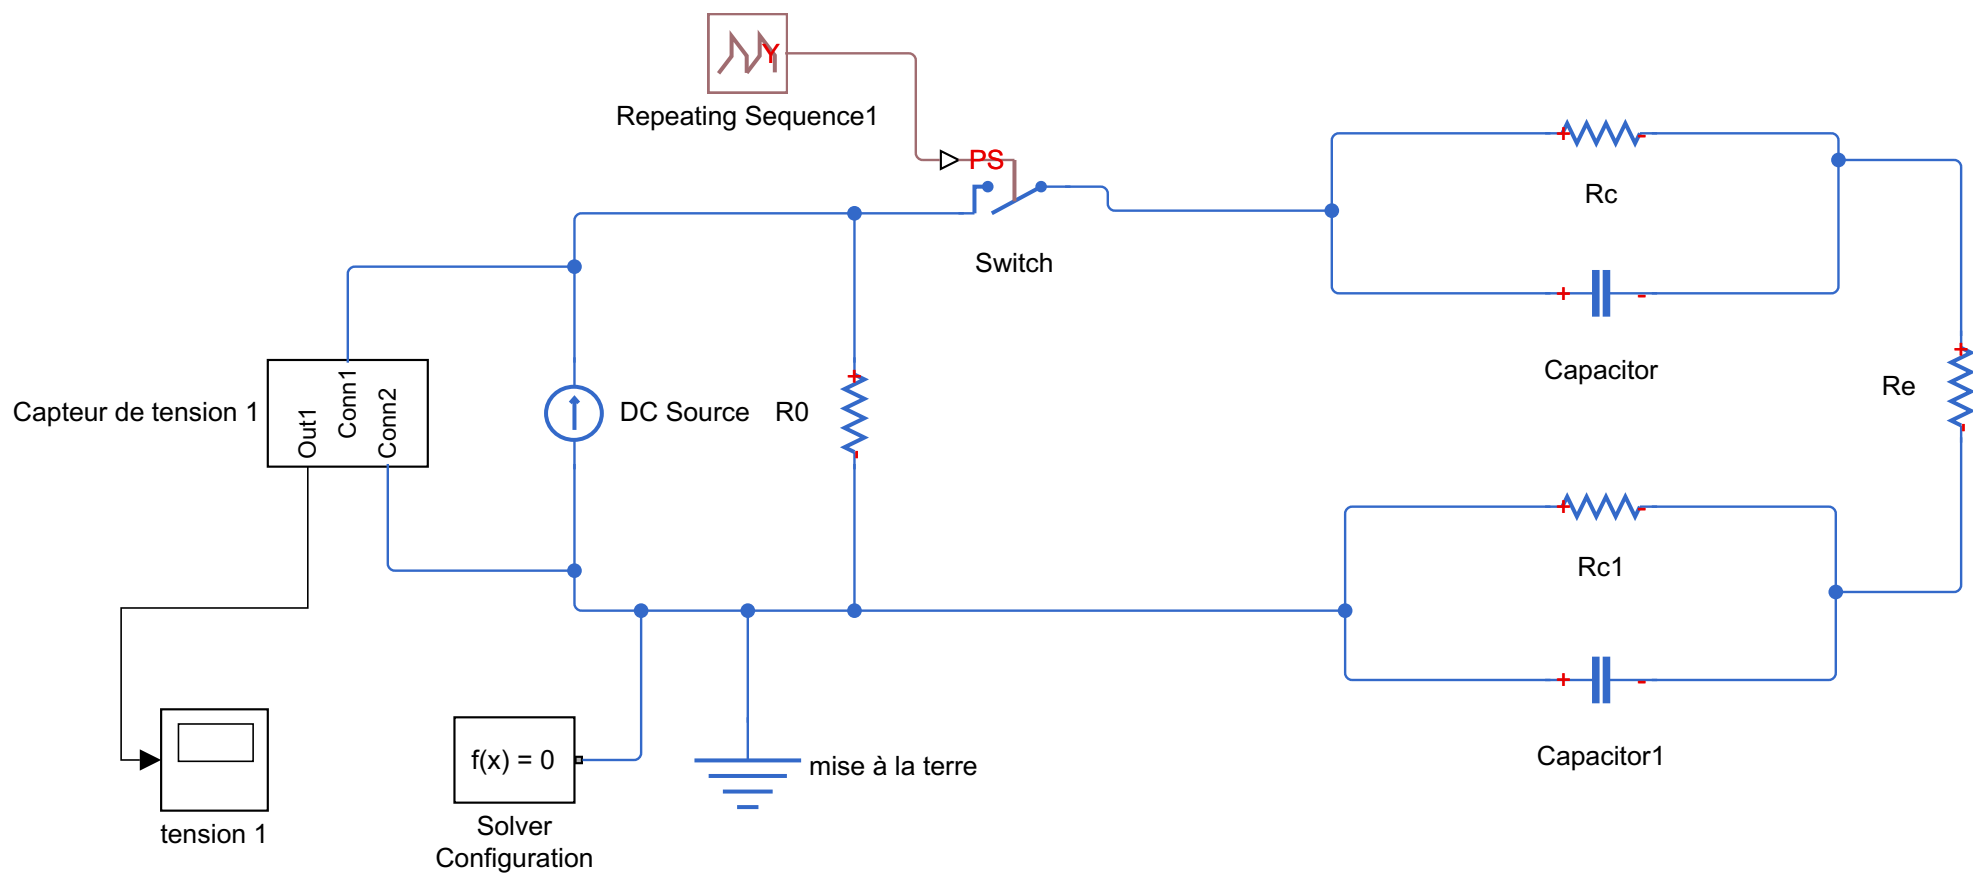 Y
Repeating Sequence1
PS
Switch
+
-
Rc
+
-
Capacitor
+
-
Re
Capteur de tension 1
Out1
Conn1
Conn2
DC Source
+
-
R0
+
-
Rc1
+
-
Capacitor1
f(x) = 0
Solver
Configuration
mise à la terre
tension 1